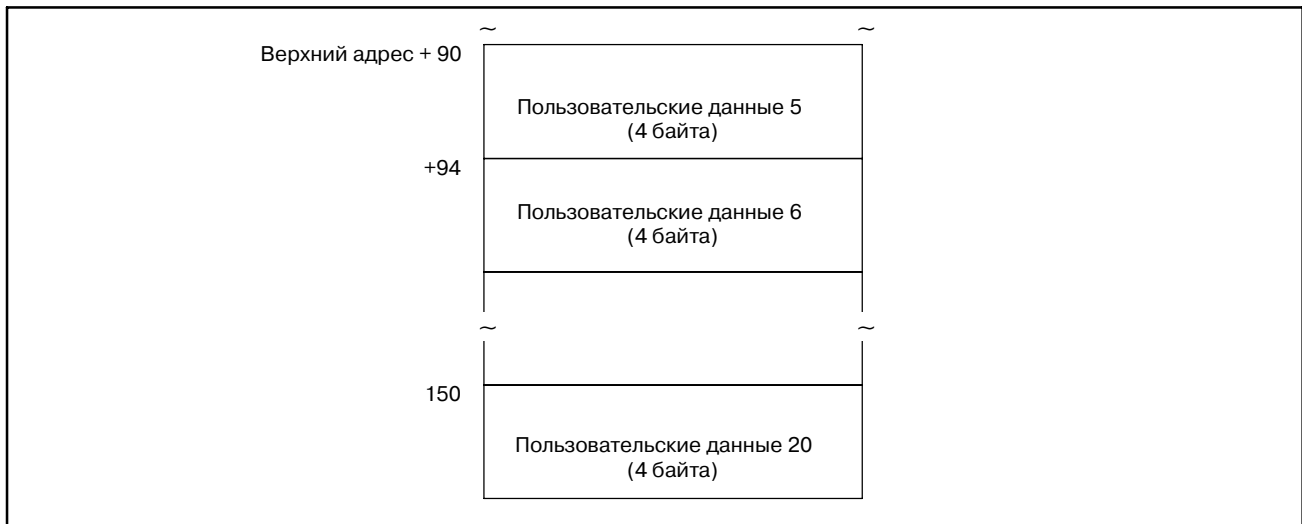 Верхний адрес + 90
Пользовательские данные 5
(4 байта)
+94
Пользовательские данные 6
(4 байта)
150
Пользовательские данные 20
(4 байта)